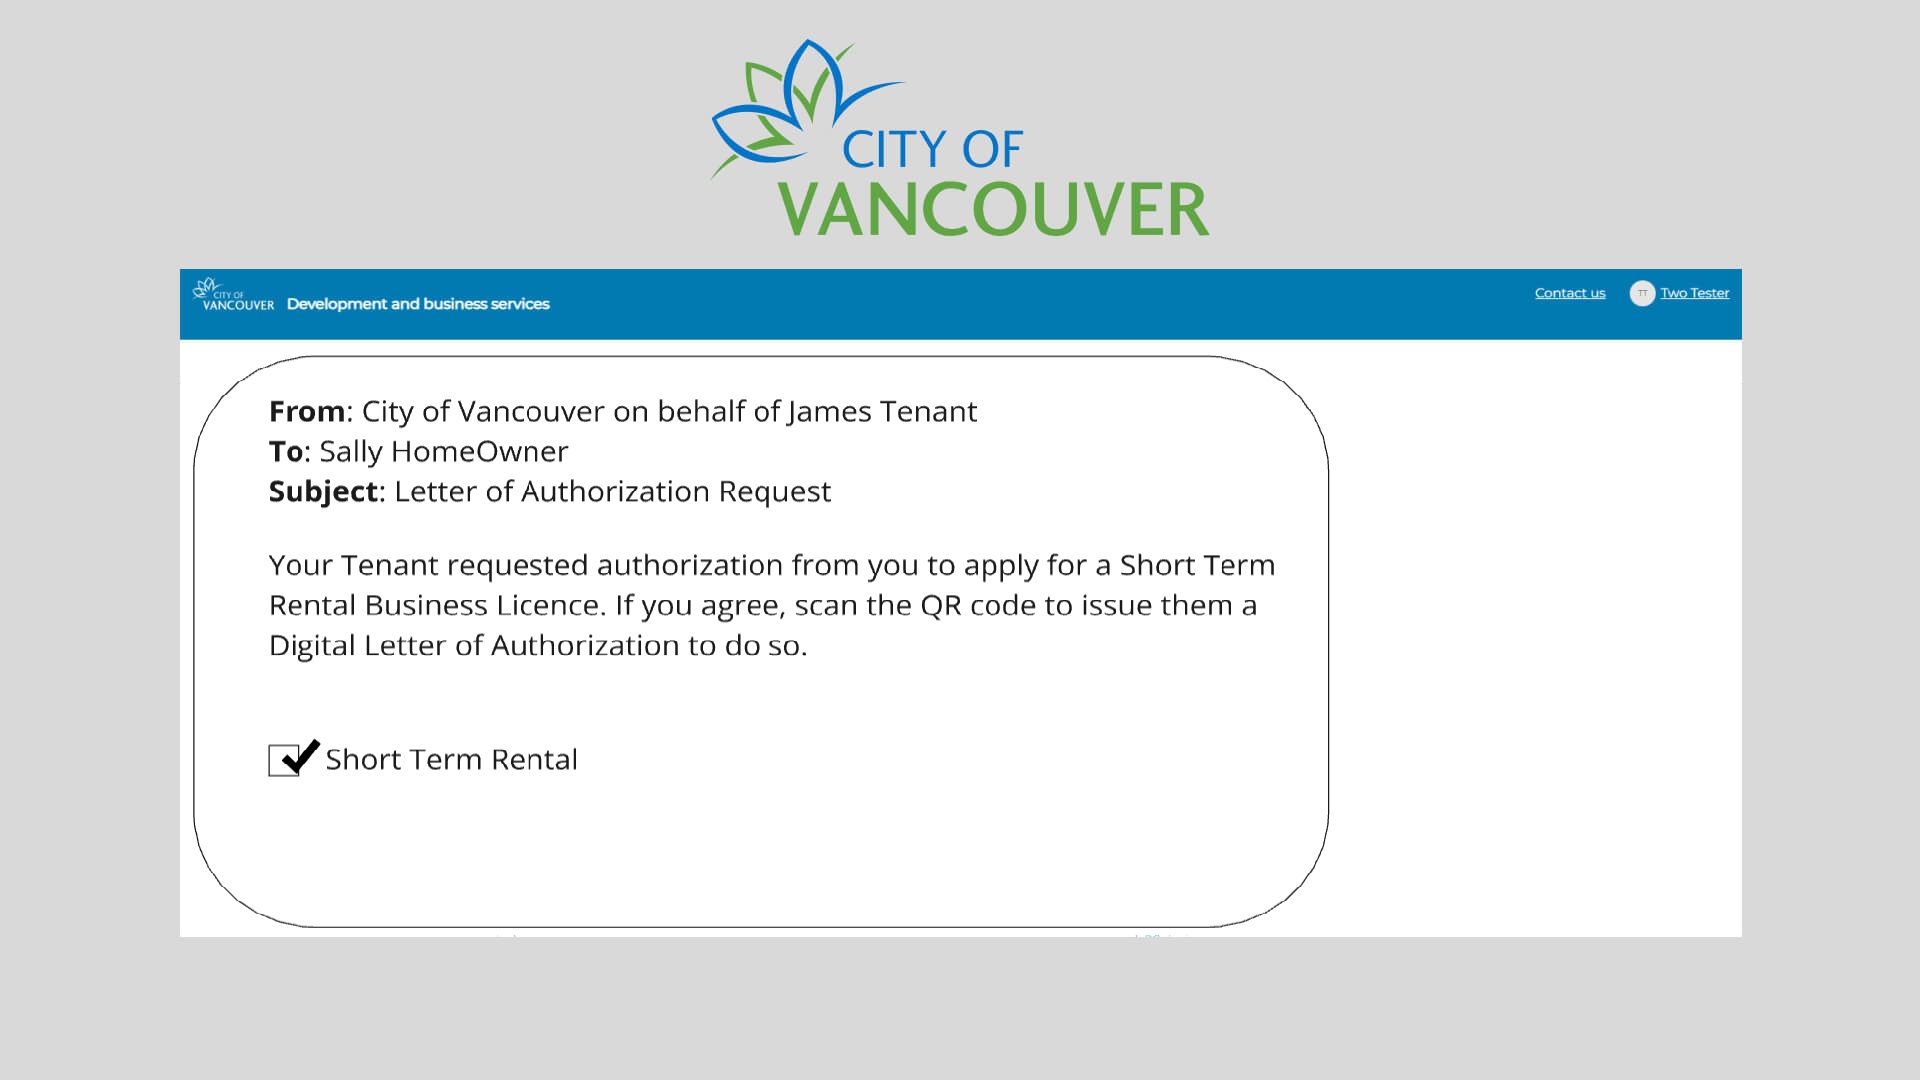 CITY OF
VANCOUVER
CITY OF
VANCOUVER
Development and business services
Contact us
TT
Two Tester
From: City of Vancouver on behalf of James Tenant
To: Sally HomeOwner
Subject: Letter of Authorization Request
Your Tenant requested authorization from you to apply for a Short Term
Rental Business Licence. If you agree, scan the QR code to issue them a
Digital Letter of Authorization to do so.
Short Term Rental